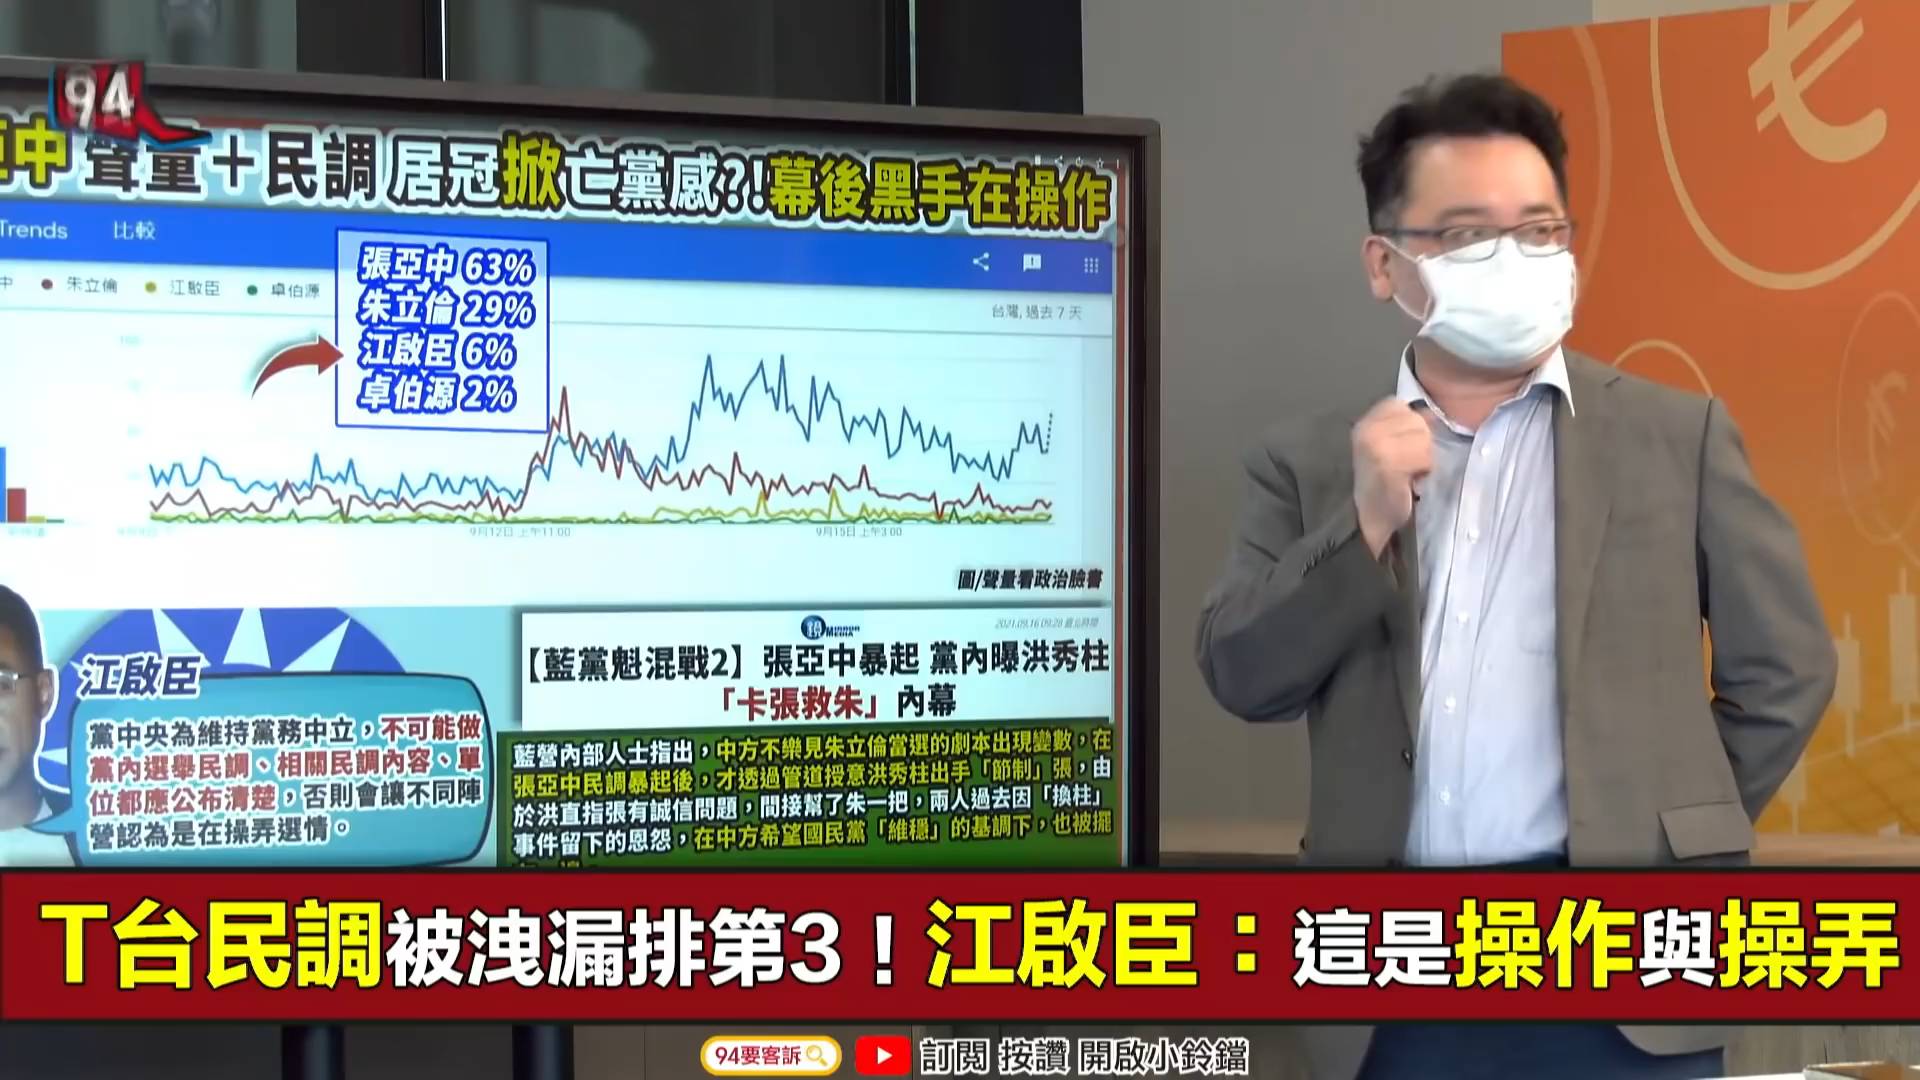 94
中 聲量+民調 居冠掀亡黨感?!幕後黑手在操作
Trends 比較
張亞中 63%
朱立倫 29%
江啟臣 6%
卓伯源 2%
中 朱立倫 江啟臣 卓伯源
台灣, 過去 7 天
9月12日 上午11:00
9月15日 上午3:00
圖/聲量看政治臉書
江啟臣
黨中央為維持黨務中立,不可能做
黨內選舉民調、相關民調內容、單
位都應公布清楚,否則會讓不同陣
營認為是在操弄選情。
鏡 MIRROR MEDIA
2021.09.16 09:28 臺北時間
【藍黨魁混戰2】張亞中暴起 黨內曝洪秀柱
「卡張救朱」內幕
藍營內部人士指出,中方不樂見朱立倫當選的劇本出現變數,在
張亞中民調暴起後,才透過管道授意洪秀柱出手「節制」張,由
於洪直指張有誠信問題,間接幫了朱一把,兩人過去因「換柱」
事件留下的恩怨,在中方希望國民黨「維穩」的基調下,也被擺
T台民調被洩漏排第3!江啟臣:這是操作與操弄
94要客訴
訂閱 按讚 開啟小鈴鐺